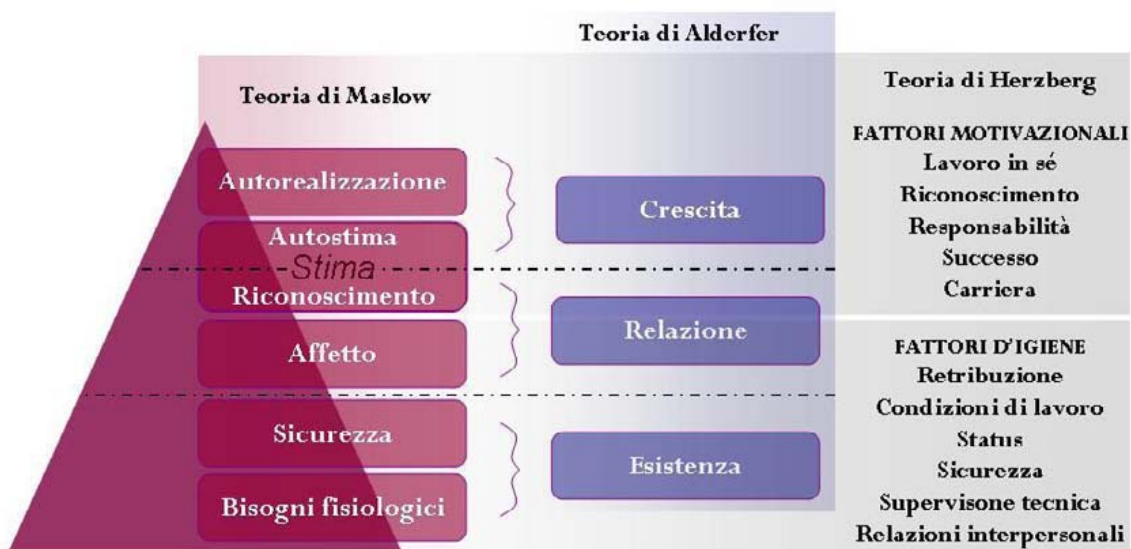 Teoria di Maslow
Autorealizzazione
Autostima
Stima
Riconoscimento
Affetto
Sicurezza
Bisogni fisiologici
Teoria di Alderfer
Crescita
Relazione
Esistenza
Teoria di Herzberg
FATTORI MOTIVAZIONALI
Lavoro in sé
Riconoscimento
Responsabilità
Successo
Carriera
FATTORI D'IGIENE
Retribuzione
Condizioni di lavoro
Status
Sicurezza
Supervisone tecnica
Relazioni interpersonali